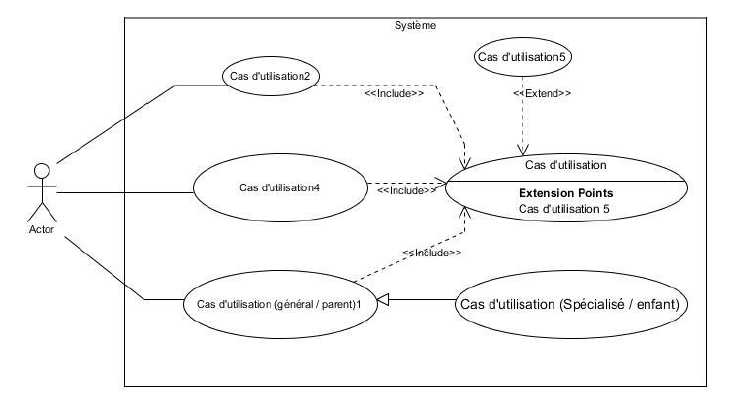 Système
Cas d'utilisation5
Cas d'utilisation2
<<Include>>
<<Extend>>
Cas d'utilisation
Cas d'utilisation4
<<Include>>
Extension Points
Cas d'utilisation 5
Actor
<<Include>>
Cas d'utilisation (général / parent)1
Cas d'utilisation (Spécialisé / enfant)